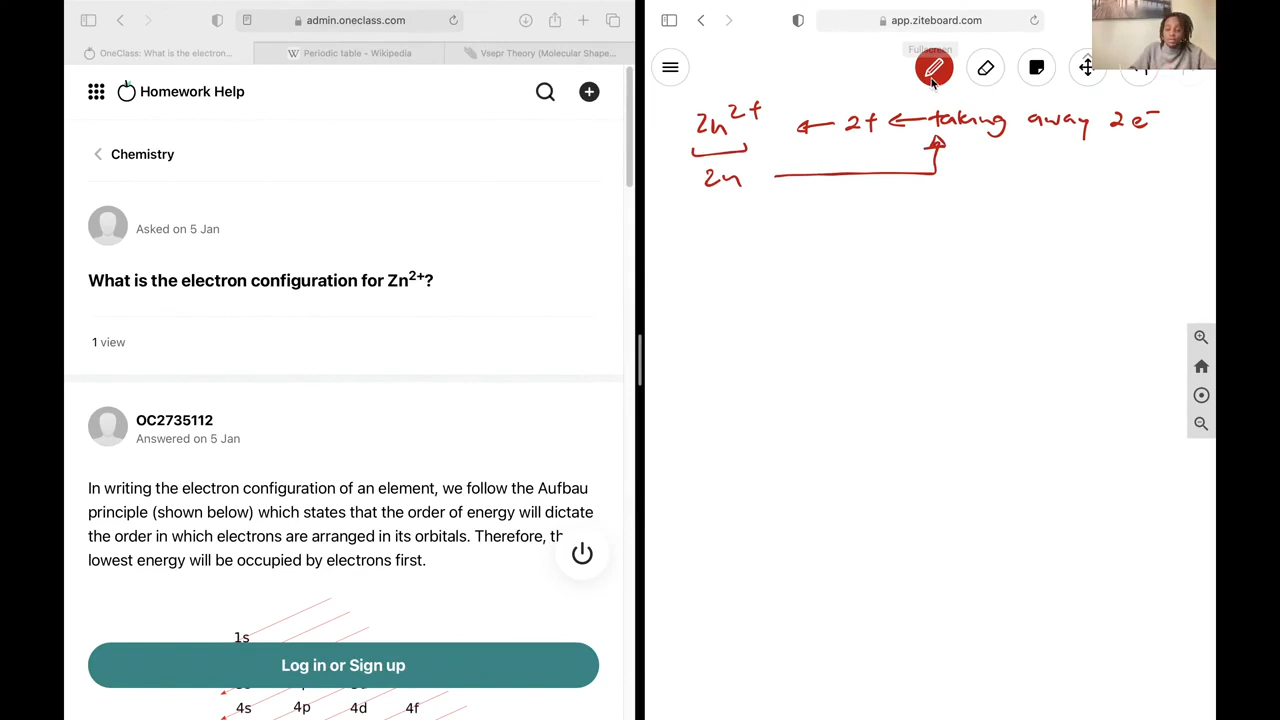 admin.oneclass.com
OneClass: What is the electron...
Periodic table - Wikipedia
Vsepr Theory (Molecular Shape...
Homework Help
Chemistry
Asked on 5 Jan
What is the electron configuration for Zn²⁺?
1 view
OC2735112
Answered on 5 Jan
In writing the electron configuration of an element, we follow the Aufbau
principle (shown below) which states that the order of energy will dictate
the order in which electrons are arranged in its orbitals. Therefore, th
lowest energy will be occupied by electrons first.
1s
Log in or Sign up
4s 4p 4d 4f
app.ziteboard.com
Fullscreen
Zn²⁺ ← 2+ ← taking away 2e⁻
Zn